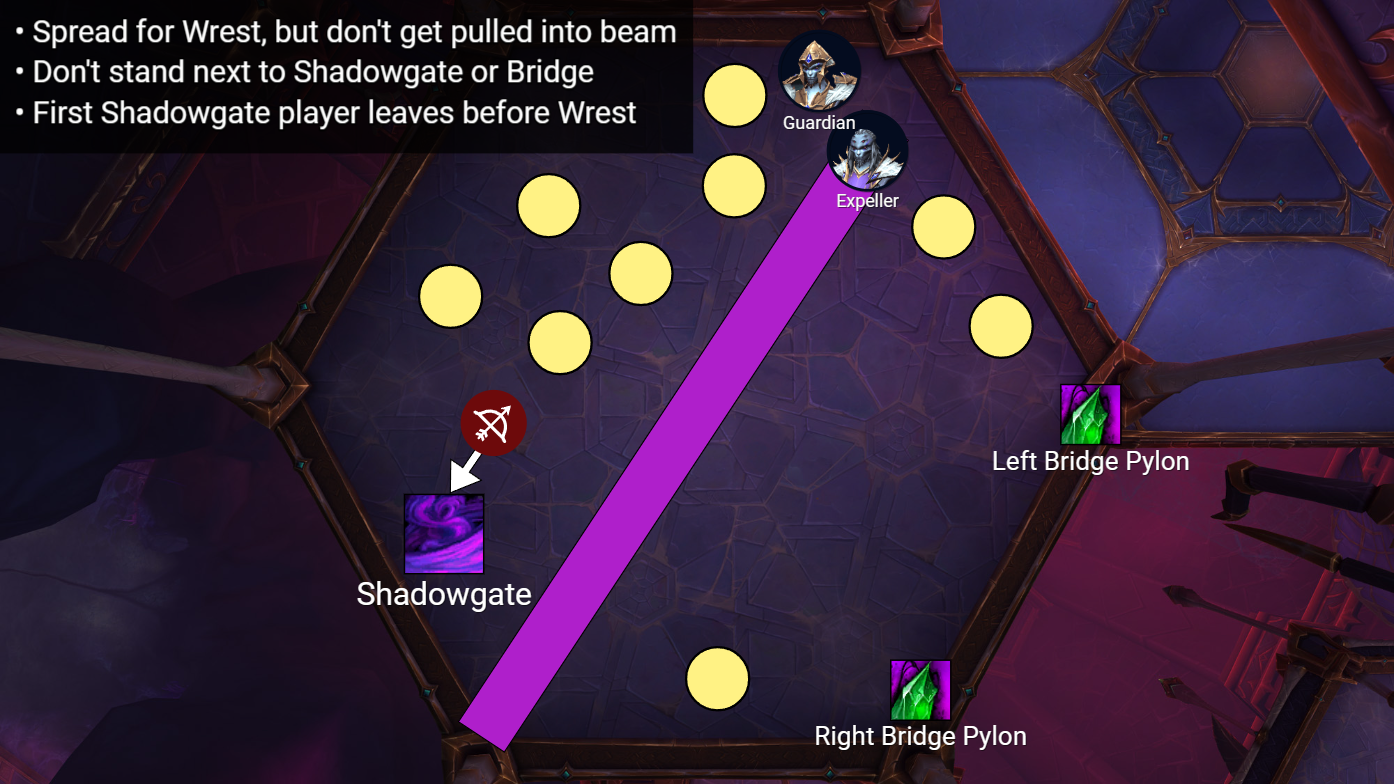 • Spread for Wrest, but don't get pulled into beam
• Don't stand next to Shadowgate or Bridge
• First Shadowgate player leaves before Wrest
Guardian
Expeller
Left Bridge Pylon
Shadowgate
Right Bridge Pylon